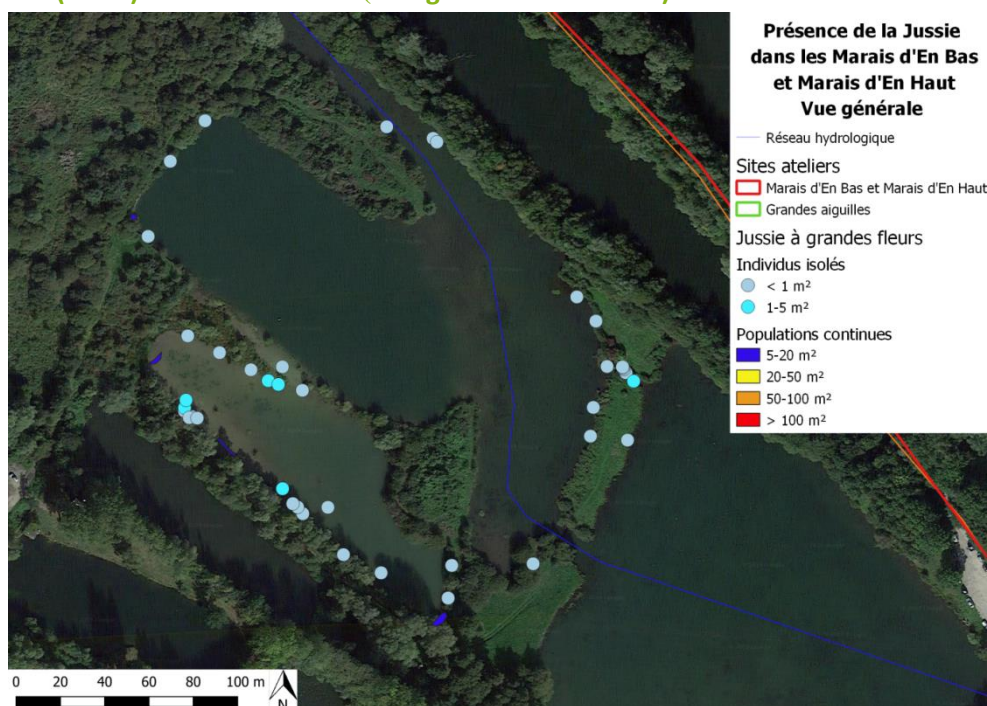 Présence de la Jussie
dans les Marais d'En Bas
et Marais d'En Haut
Vue générale
Réseau hydrologique
Sites ateliers
Marais d'En Bas et Marais d'En Haut
Grandes aiguilles
Jussie à grandes fleurs
Individus isolés
< 1 m²
1-5 m²
Populations continues
5-20 m²
20-50 m²
50-100 m²
> 100 m²
0 20 40 60 80 100 m
N